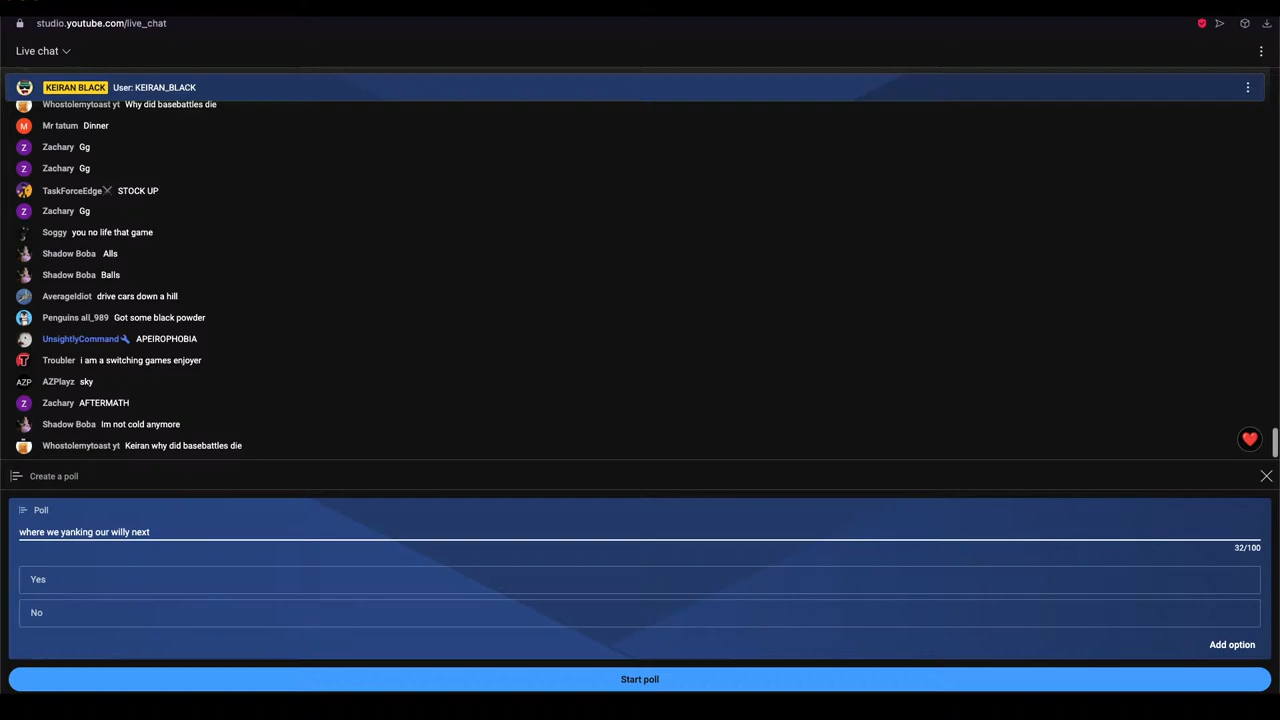 studio.youtube.com/live_chat
Live chat
KEIRAN BLACK User: KEIRAN_BLACK
Whostolemytoast yt Why did basebattles die
M Mr tatum Dinner
Z Zachary Gg
Z Zachary Gg
TaskForceEdge STOCK UP
Z Zachary Gg
Soggy you no life that game
Shadow Boba Alls
Shadow Boba Balls
AverageIdiot drive cars down a hill
Penguins all_989 Got some black powder
UnsightlyCommand APEIROPHOBIA
T Troubler i am a switching games enjoyer
AZP AZPlayz sky
Z Zachary AFTERMATH
Shadow Boba Im not cold anymore
Whostolemytoast yt Keiran why did basebattles die
Create a poll
Poll
where we yanking our willy next
32/100
Yes
No
Add option
Start poll